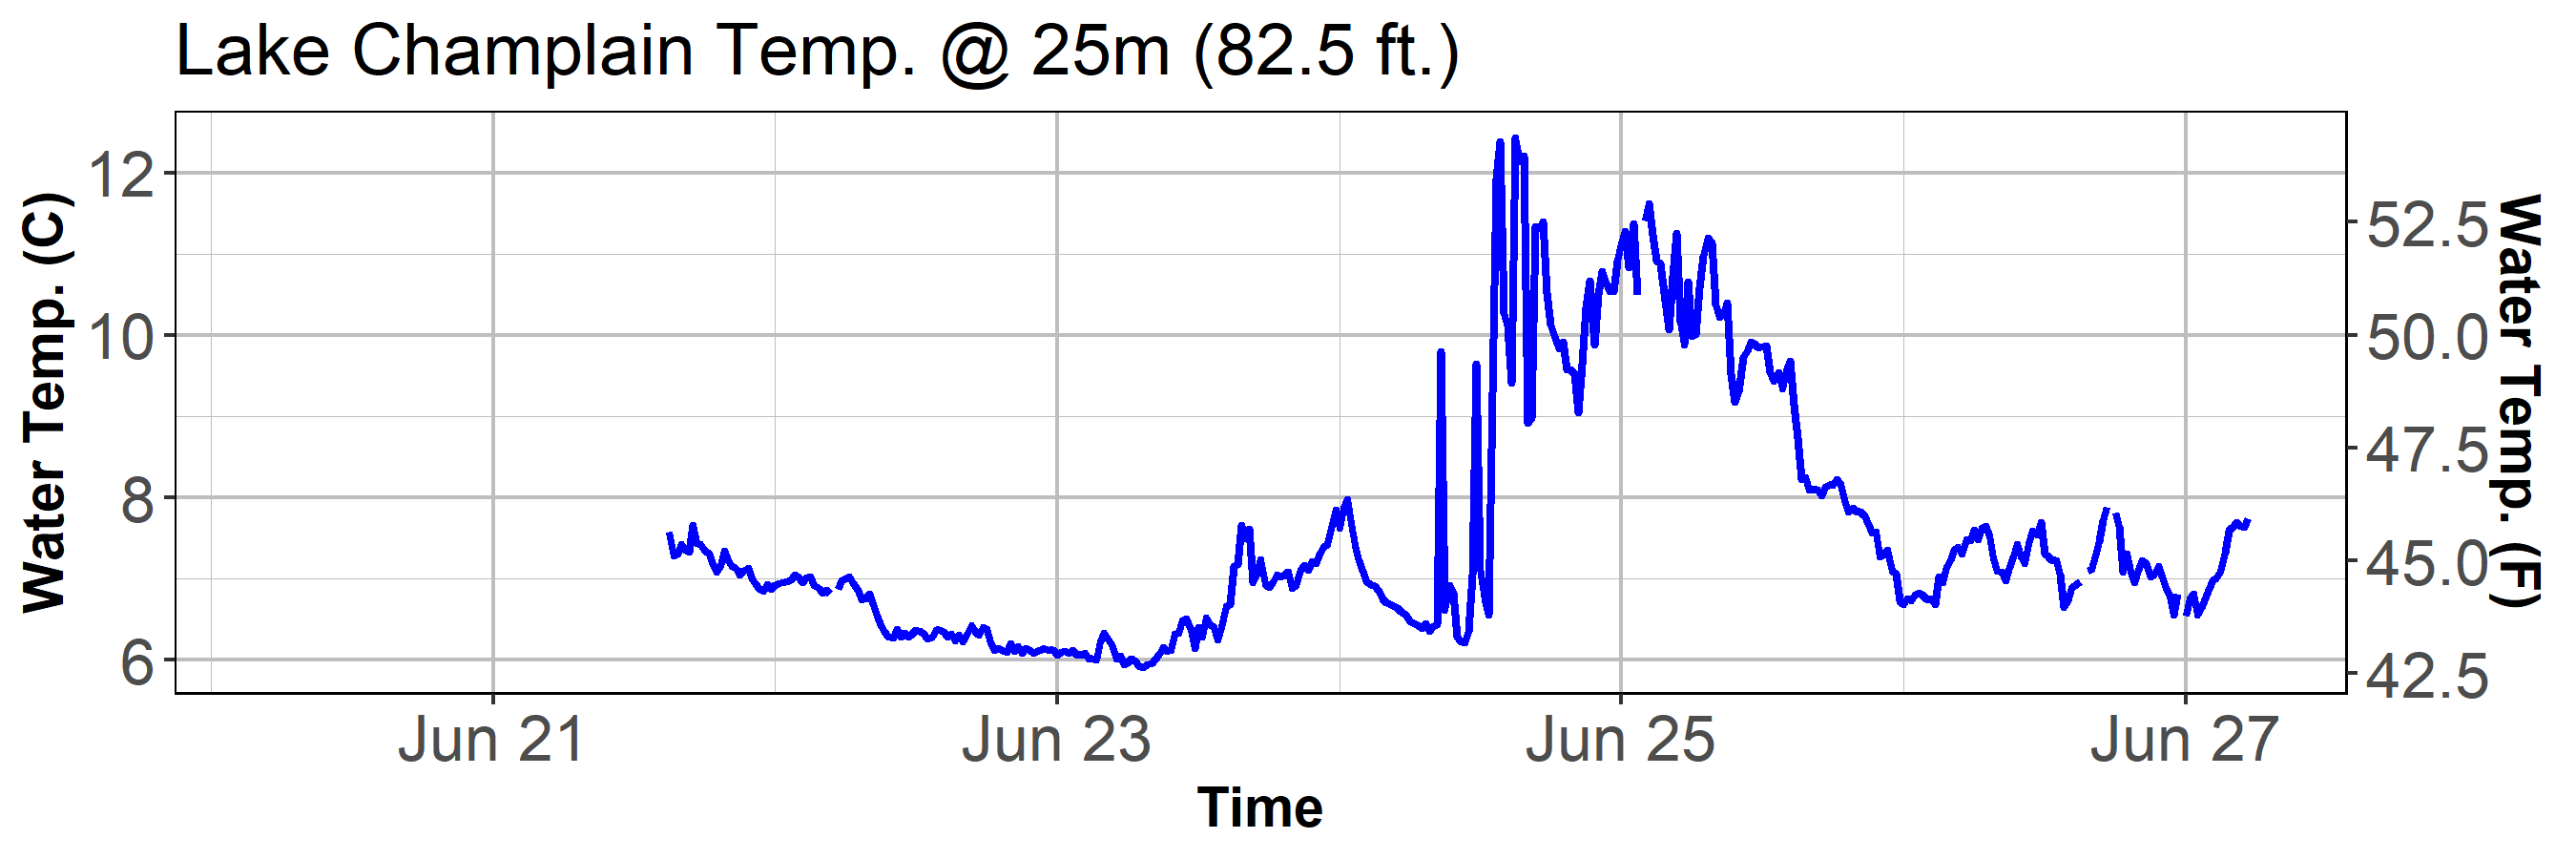 Lake Champlain Temp. @ 25m (82.5 ft.)
Water Temp. (C)
12
10
8
6
52.5
50.0
47.5
45.0
42.5
Water Temp. (F)
Jun 21
Jun 23
Jun 25
Jun 27
Time